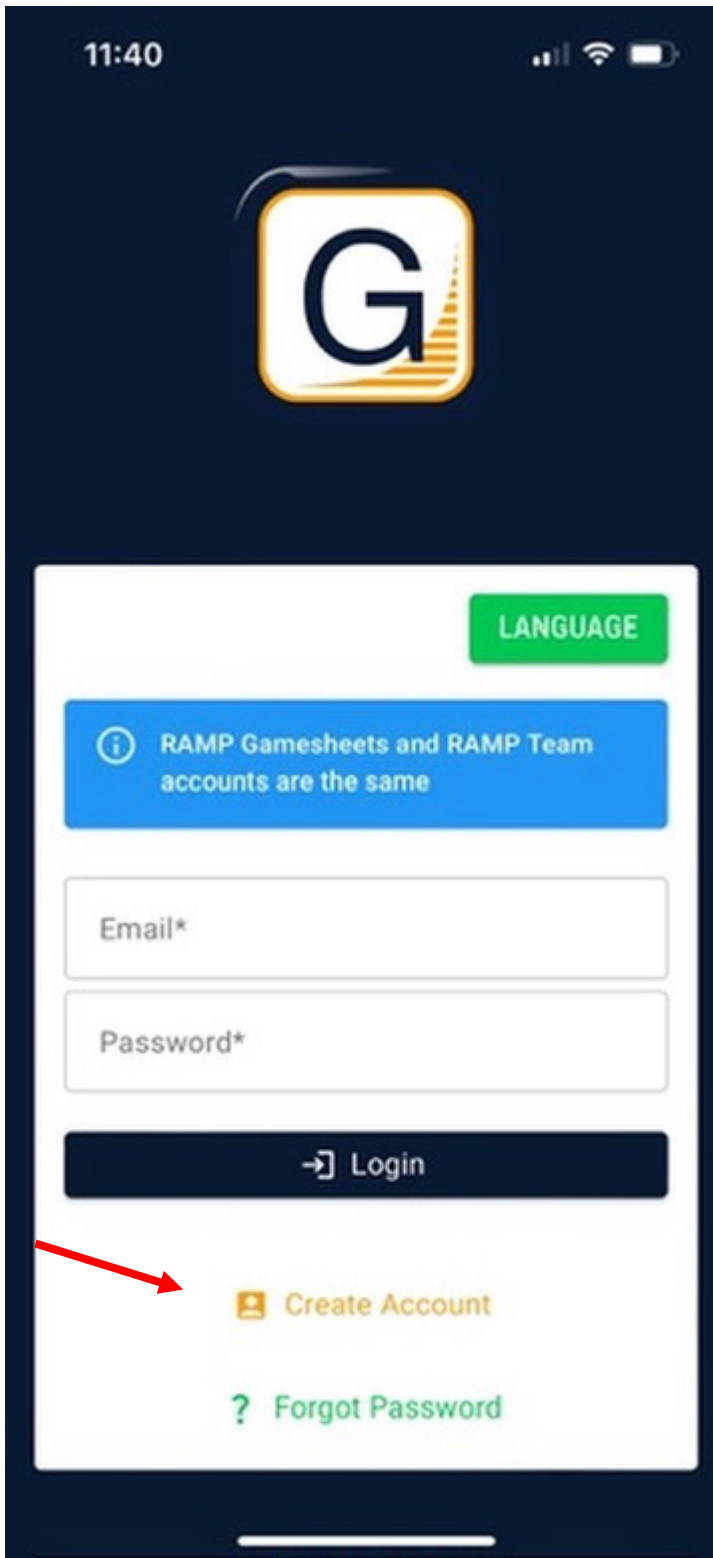 11:40
G
LANGUAGE
RAMP Gamesheets and RAMP Team
accounts are the same
Email*
Password*
Login
Create Account
? Forgot Password